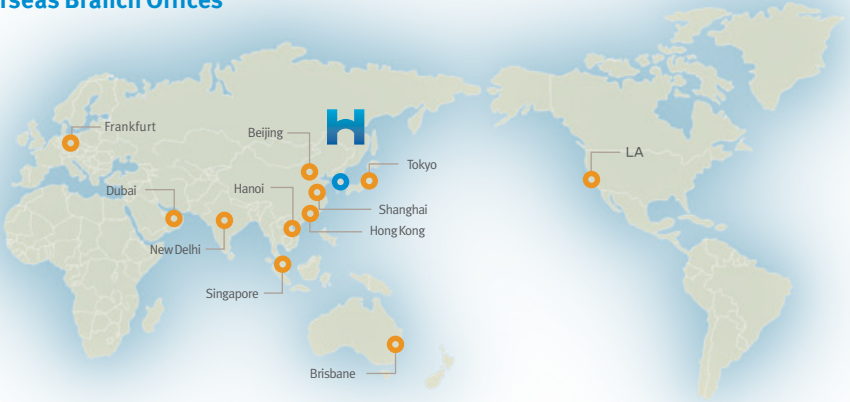 rseas Branch Offices
Frankfurt
Beijing
H
Tokyo
LA
Dubai
Hanoi
Shanghai
Hong Kong
New Delhi
Singapore
Brisbane